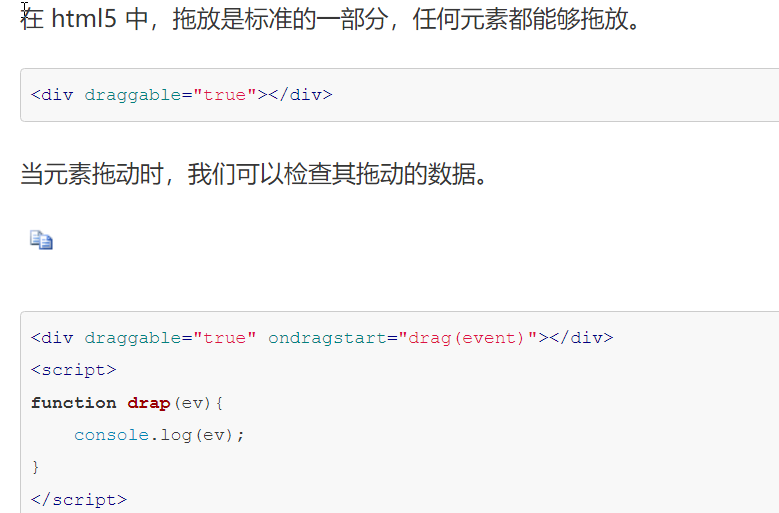 在 html5 中，拖放是标准的一部分，任何元素都能够拖放。
<div draggable="true"></div>
当元素拖动时，我们可以检查其拖动的数据。
<div draggable="true" ondragstart="drag(event)"></div>
<script>
function drap(ev){
    console.log(ev);
}
</script>